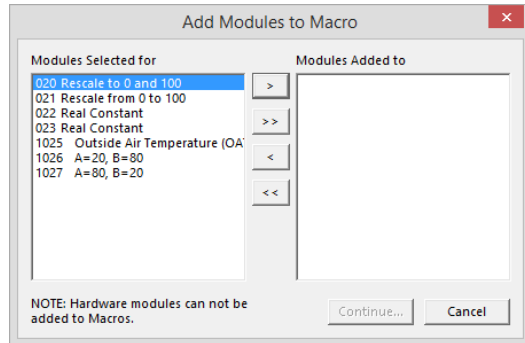 Add Modules to Macro
Modules Selected for
Modules Added to
020 Rescale to 0 and 100
021 Rescale from 0 to 100
022 Real Constant
023 Real Constant
1025 Outside Air Temperature (OA
1026 A=20, B=80
1027 A=80, B=20
>
>>
<
<<
NOTE: Hardware modules can not be
added to Macros.
Continue...
Cancel